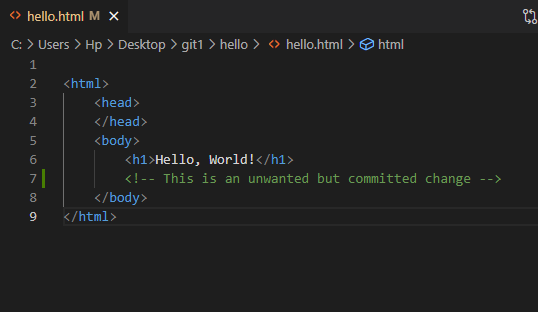 hello.html M
C: > Users > Hp > Desktop > git1 > hello > hello.html > html
1
2 <html>
3     <head>
4     </head>
5     <body>
6         <h1>Hello, World!</h1>
7         <!-- This is an unwanted but committed change -->
8     </body>
9 </html>